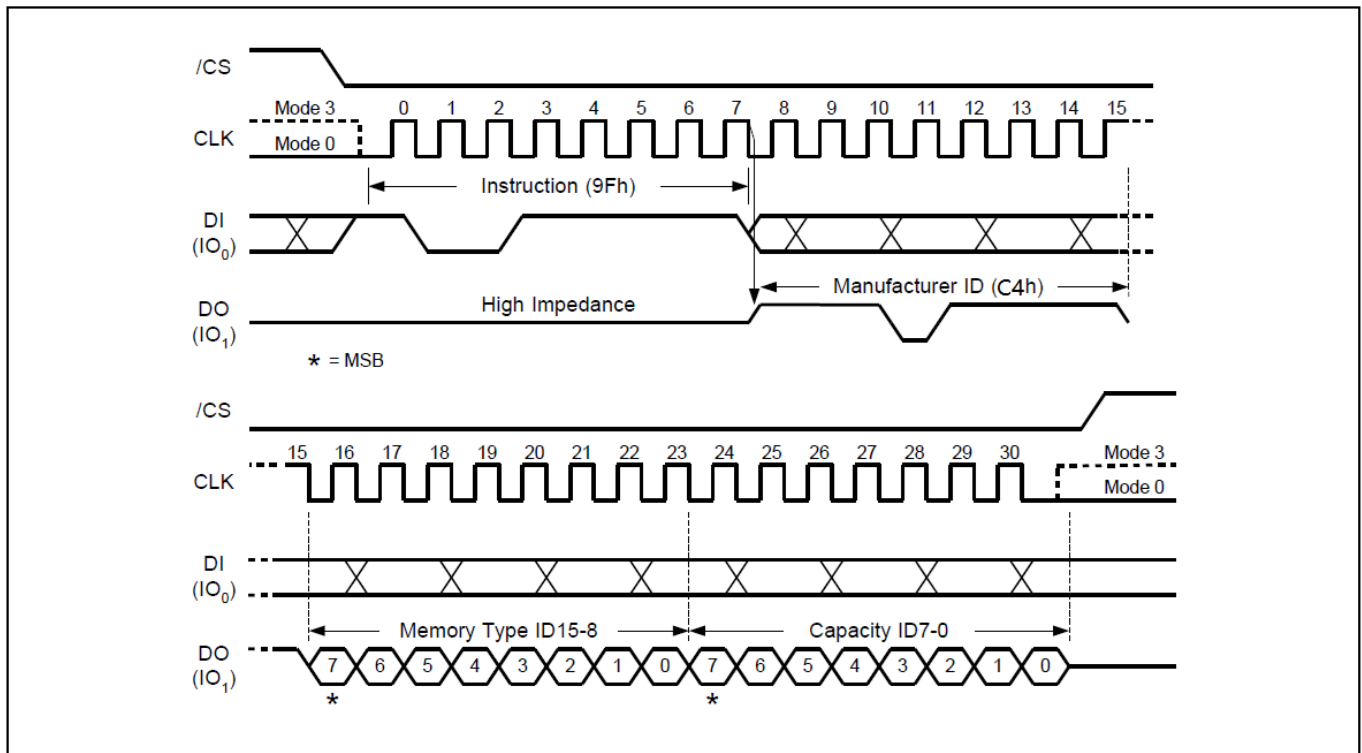 /CS
Mode 3
0 1 2 3 4 5 6 7 8 9 10 11 12 13 14 15
CLK
Mode 0
Instruction (9Fh)
DI
(IO0)
Manufacturer ID (C4h)
DO
High Impedance
(IO1)
* = MSB
/CS
15 16 17 18 19 20 21 22 23 24 25 26 27 28 29 30
Mode 3
CLK
Mode 0
DI
(IO0)
Memory Type ID15-8
Capacity ID7-0
DO
7 6 5 4 3 2 1 0 7 6 5 4 3 2 1 0
(IO1)
* *